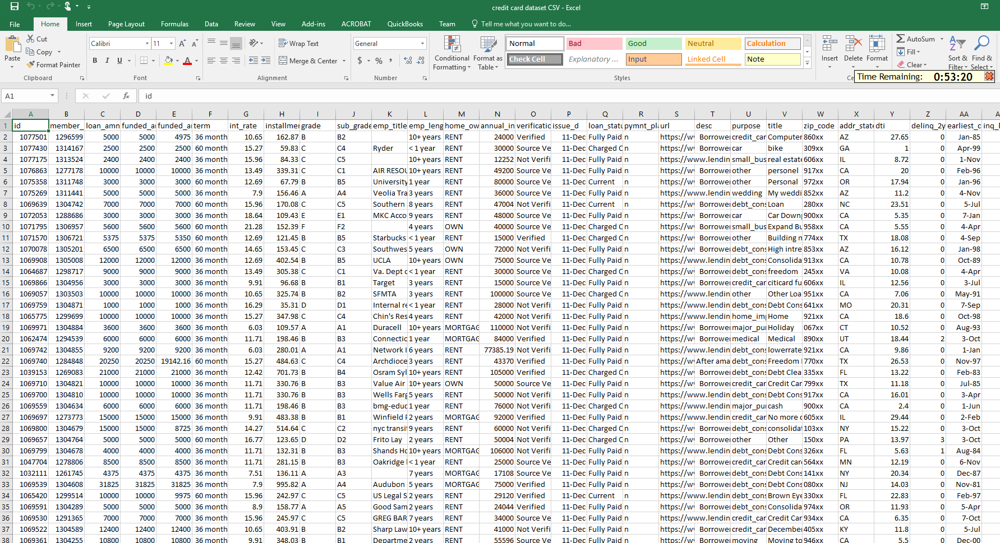 credit card dataset CSV - Excel
File Home Insert Page Layout Formulas Data Review View Add-ins ACROBAT QuickBooks Team Tell me what you want to do...
Cut Calibri 11 Wrap Text General Normal Bad Good Neutral Calculation AutoSum
Paste Copy Conditional Format as Insert Delete Format Fill Sort & Find &
Format Painter B I U Merge & Center $ % , Formatting Table Check Cell Explanatory ... Input Linked Cell Note Clear Filter Select
Clipboard Font Alignment Number Styles Ce Time Remaining: 0:53:20
A1 fx id
A B C D E F G H I J K L M N O P Q R S T U V W X Y Z AA A
1 id member_ loan_amn funded_a funded_a term int_rate installmen grade sub_grade emp_title emp_leng home_ow annual_in verificatio issue_d loan_statu pymnt_pl url desc purpose title zip_code addr_state dti delinq_2y earliest_c inq_l
2 1077501 1296599 5000 5000 4975 36 month 10.65 162.87 B B2 10+ years RENT 24000 Verified 11-Dec Fully Paid n https://w Borrower credit_car Computer 860xx AZ 27.65 0 Jan-85
3 1077430 1314167 2500 2500 2500 60 month 15.27 59.83 C C4 Ryder < 1 year RENT 30000 Source Ve 11-Dec Charged C n https://w Borrower car bike 309xx GA 1 0 Apr-99
4 1077175 1313524 2400 2400 2400 36 month 15.96 84.33 C C5 10+ years RENT 12252 Not Verifi 11-Dec Fully Paid n https://www.lendin small_bus real estate 606xx IL 8.72 0 1-Nov
5 1076863 1277178 10000 10000 10000 36 month 13.49 339.31 C C1 AIR RESOU 10+ years RENT 49200 Source Ve 11-Dec Fully Paid n https://w Borrower other personel 917xx CA 20 0 Feb-96
6 1075358 1311748 3000 3000 3000 60 month 12.69 67.79 B B5 University 1 year RENT 80000 Source Ve 11-Dec Current n https://w Borrower other Personal 972xx OR 17.94 0 Jan-96
7 1075269 1311441 5000 5000 5000 36 month 7.9 156.46 A A4 Veolia Tra 3 years RENT 36000 Source Ve 11-Dec Fully Paid n https://www.lendin wedding My weddi 852xx AZ 11.2 0 4-Nov
8 1069639 1304742 7000 7000 7000 60 month 15.96 170.08 C C5 Southern 8 years RENT 47004 Not Verifi 11-Dec Current n https://w Borrower debt_cons Loan 280xx NC 23.51 0 5-Jul
9 1072053 1288686 3000 3000 3000 36 month 18.64 109.43 E E1 MKC Acco 9 years RENT 48000 Source Ve 11-Dec Fully Paid n https://w Borrower car Car Down 900xx CA 5.35 0 7-Jan
10 1071795 1306957 5600 5600 5600 60 month 21.28 152.39 F F2 4 years OWN 40000 Source Ve 11-Dec Charged C n https://w Borrower small_bus Expand Bu 958xx CA 5.55 0 4-Apr
11 1071570 1306721 5375 5375 5350 60 month 12.69 121.45 B B5 Starbucks < 1 year RENT 15000 Verified 11-Dec Charged C n https://w Borrower other Building n 774xx TX 18.08 0 4-Sep
12 1070078 1305201 6500 6500 6500 60 month 14.65 153.45 C C3 Southwes 5 years OWN 72000 Not Verifi 11-Dec Fully Paid n https://w Borrower debt_cons High intre 853xx AZ 16.12 0 Jan-98
13 1069908 1305008 12000 12000 12000 36 month 12.69 402.54 B B5 UCLA 10+ years OWN 75000 Source Ve 11-Dec Fully Paid n https://www.lendin debt_cons Consolida 913xx CA 10.78 0 Oct-89
14 1064687 1298717 9000 9000 9000 36 month 13.49 305.38 C C1 Va. Dept o < 1 year RENT 30000 Source Ve 11-Dec Charged C n https://w Borrower debt_cons freedom 245xx VA 10.08 0 4-Apr
15 1069866 1304956 3000 3000 3000 36 month 9.91 96.68 B B1 Target 3 years RENT 15000 Source Ve 11-Dec Fully Paid n https://w Borrower credit_car citicard fu 606xx IL 12.56 0 3-Jul
16 1069057 1303503 10000 10000 10000 36 month 10.65 325.74 B B2 SFMTA 3 years RENT 100000 Source Ve 11-Dec Charged C n https://www.lendin other Other Loa 951xx CA 7.06 0 May-91
17 1069759 1304871 1000 1000 1000 36 month 16.29 35.31 D D1 Internal re < 1 year RENT 28000 Not Verifi 11-Dec Fully Paid n https://www.lendin debt_cons Debt Cons 641xx MO 20.31 0 7-Sep
18 1065775 1299699 10000 10000 10000 36 month 15.27 347.98 C C4 Chin's Res 4 years RENT 42000 Not Verifi 11-Dec Fully Paid n https://www.lendin home_imp Home 921xx CA 18.6 0 Oct-98
19 1069971 1304884 3600 3600 3600 36 month 6.03 109.57 A A1 Duracell 10+ years MORTGAG 110000 Not Verifi 11-Dec Fully Paid n https://w Borrower major_pur Holiday 067xx CT 10.52 0 Aug-93
20 1062474 1294539 6000 6000 6000 36 month 11.71 198.46 B B3 Connectic 1 year MORTGAG 84000 Verified 11-Dec Fully Paid n https://w Borrower medical Medical 890xx UT 18.44 2 3-Oct
21 1069742 1304855 9200 9200 9200 36 month 6.03 280.01 A A1 Network I 6 years RENT 77385.19 Not Verifi 11-Dec Fully Paid n https://www.lendin debt_cons lowerrate 921xx CA 9.86 0 1-Jan
22 1069740 1284848 20250 20250 19142.16 60 month 15.27 484.63 C C4 Archdioce 3 years RENT 43370 Verified 11-Dec Fully Paid n https://w After ama debt_cons Freedom 770xx TX 26.53 0 Nov-97
23 1039153 1269083 21000 21000 21000 36 month 12.42 701.73 B B4 Osram Syl 10+ years RENT 105000 Verified 11-Dec Charged C n https://w Borrower debt_cons Debt Clea 335xx FL 13.22 0 Feb-83
24 1069710 1304821 10000 10000 10000 36 month 11.71 330.76 B B3 Value Air 10+ years OWN 50000 Source Ve 11-Dec Fully Paid n https://w Borrower credit_car Credit Car 799xx TX 11.18 0 Jul-85
25 1069700 1304810 10000 10000 10000 36 month 11.71 330.76 B B3 Wells Farg 5 years RENT 50000 Not Verifi 11-Dec Fully Paid n https://www.lendin debt_cons Debt Cons 917xx CA 16.01 0 3-Apr
26 1069559 1304634 6000 6000 6000 36 month 11.71 198.46 B B3 bmg-educ 1 year RENT 76000 Not Verifi 11-Dec Charged C n https://www.lendin major_pur cash 900xx CA 2.4 0 1-Jun
27 1069697 1273773 15000 15000 15000 36 month 9.91 483.38 B B1 Winfield P 2 years MORTGAG 92000 Verified 11-Dec Fully Paid n https://www.lendin credit_car No more c 605xx IL 29.44 0 2-Feb
28 1069800 1304679 15000 15000 8725 36 month 14.27 514.64 C C2 nyc transi 9 years RENT 60000 Not Verifi 11-Dec Charged C n https://w Borrower debt_cons consolidat 103xx NY 15.22 0 3-Oct
29 1069657 1304764 5000 5000 5000 60 month 16.77 123.65 D D2 Frito Lay 2 years RENT 50004 Not Verifi 11-Dec Charged C n https://w Borrower other Other 150xx PA 13.97 3 3-Oct
30 1069799 1304678 4000 4000 4000 36 month 11.71 132.31 B B3 Shands Ho 10+ years MORTGAG 106000 Not Verifi 11-Dec Fully Paid n https://www.lendin debt_cons Debt Cons 326xx FL 5.63 1 Aug-84
31 1047704 1278806 8500 8500 8500 36 month 11.71 281.15 B B3 Oakridge < 1 year RENT 25000 Source Ve 11-Dec Fully Paid n https://w Borrower credit_car Credit card 564xx MN 12.19 0 6-Nov
32 1032111 1261745 4375 4375 4375 36 month 7.51 136.11 A A3 7 years MORTGAG 17108 Source Ve 11-Dec Fully Paid n https://w Borrower debt_cons Debt Cons 141xx NY 20.34 0 Dec-87
33 1069539 1304608 31825 31825 31825 36 month 7.9 995.82 A A4 Audubon 5 years MORTGAG 75000 Verified 11-Dec Fully Paid n https://w Borrower debt_cons Debt Cons 080xx NJ 14.03 0 Nov-81
34 1065420 1299514 10000 10000 9975 60 month 15.96 242.97 C C5 US Legal S 2 years RENT 29120 Verified 11-Dec Current n https://www.lendin debt_cons Brown Eye 330xx FL 22.83 0 Feb-97
35 1069591 1304289 5000 5000 5000 36 month 8.9 158.77 A A5 Good Sam 2 years RENT 24044 Verified 11-Dec Fully Paid n https://w Borrower debt_cons Consolida 974xx OR 11.93 0 5-Apr
36 1069530 1291365 7000 7000 7000 36 month 15.96 245.97 C C5 GREG BAR 7 years RENT 34000 Source Ve 11-Dec Fully Paid n https://w Borrower debt_cons Credit Car 934xx CA 6.35 0 7-Oct
37 1069522 1304589 12400 12400 12400 36 month 10.65 403.91 B B2 Sharp Law 10+ years RENT 41000 Not Verifi 11-Dec Fully Paid n https://w Borrower credit_car December 405xx KY 11.8 0 5-Jul
38 1069361 1304255 10800 10800 10800 36 month 9.91 348.03 B B1 Departme 2 years RENT 55596 Source Ve 11-Dec Fully Paid n https://w Borrower moving Moving to 946xx CA 5.5 0 Dec-00